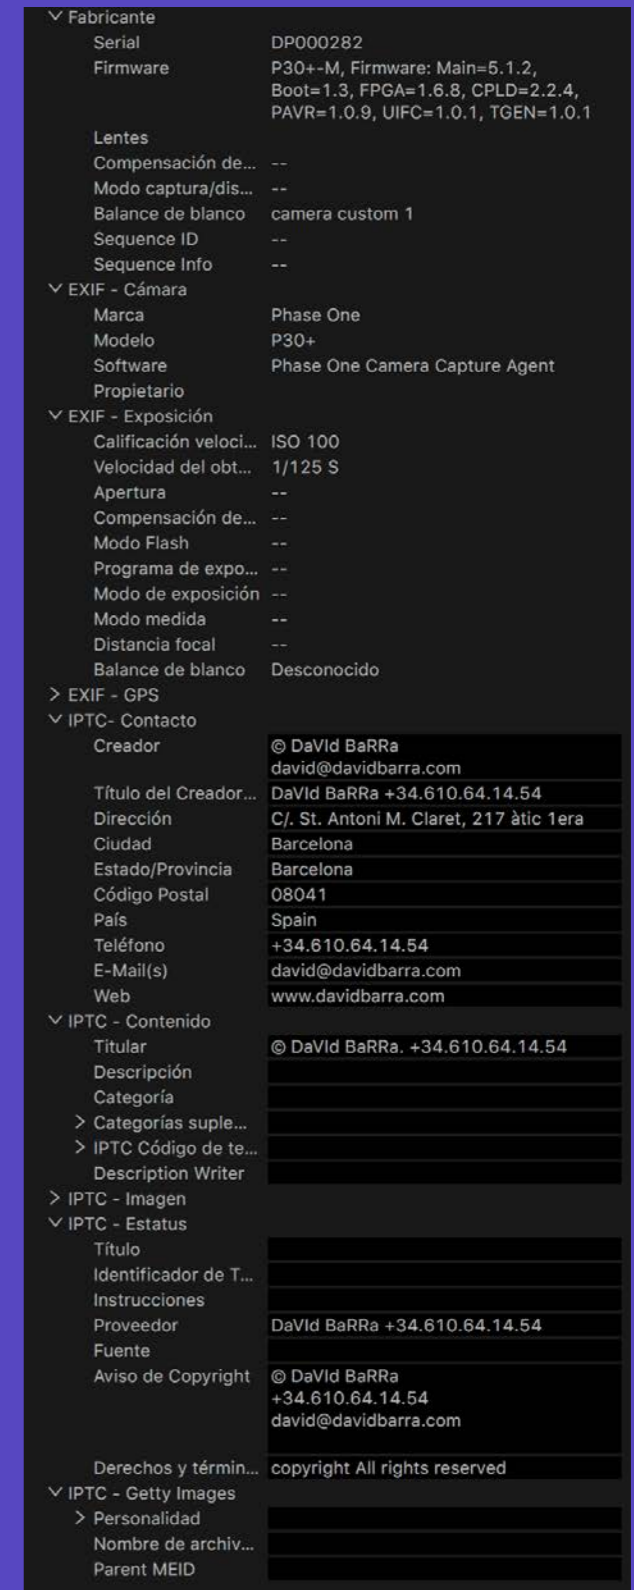 Fabricante
Serial DP000282
Firmware P30+-M, Firmware: Main=5.1.2,
Boot=1.3, FPGA=1.6.8, CPLD=2.2.4,
PAVR=1.0.9, UIFC=1.0.1, TGEN=1.0.1
Lentes
Compensación de... --
Modo captura/dis... --
Balance de blanco camera custom 1
Sequence ID --
Sequence Info --
EXIF - Cámara
Marca Phase One
Modelo P30+
Software Phase One Camera Capture Agent
Propietario
EXIF - Exposición
Calificación veloci... ISO 100
Velocidad del obt... 1/125 S
Apertura --
Compensación de... --
Modo Flash --
Programa de expo... --
Modo de exposición --
Modo medida --
Distancia focal --
Balance de blanco Desconocido
EXIF - GPS
IPTC- Contacto
Creador © DaVId BaRRa
david@davidbarra.com
Título del Creador... DaVId BaRRa +34.610.64.14.54
Dirección C/. St. Antoni M. Claret, 217 àtic 1era
Ciudad Barcelona
Estado/Provincia Barcelona
Código Postal 08041
País Spain
Teléfono +34.610.64.14.54
E-Mail(s) david@davidbarra.com
Web www.davidbarra.com
IPTC - Contenido
Titular © DaVId BaRRa. +34.610.64.14.54
Descripción
Categoría
Categorías suple...
IPTC Código de te...
Description Writer
IPTC - Imagen
IPTC - Estatus
Título
Identificador de T...
Instrucciones
Proveedor DaVId BaRRa +34.610.64.14.54
Fuente
Aviso de Copyright © DaVId BaRRa
+34.610.64.14.54
david@davidbarra.com
Derechos y términ... copyright All rights reserved
IPTC - Getty Images
Personalidad
Nombre de archiv...
Parent MEID